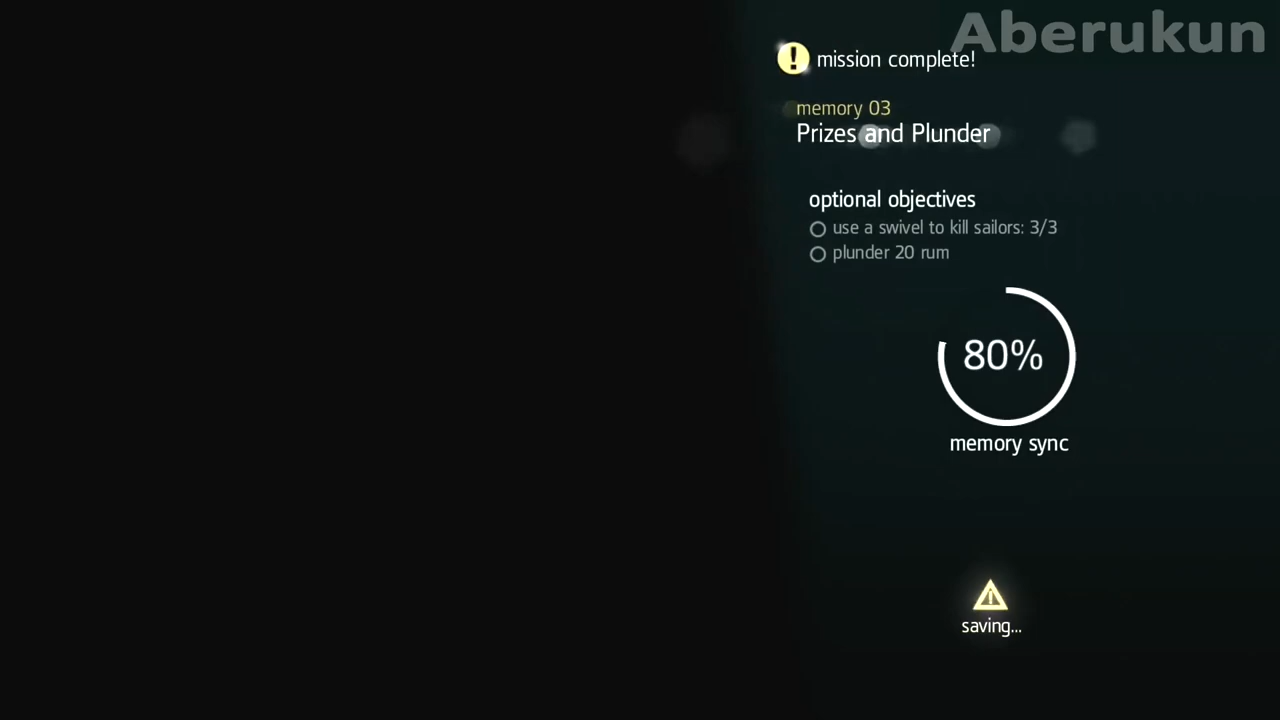 Aberukun
mission complete!
memory 03
Prizes and Plunder
optional objectives
use a swivel to kill sailors: 3/3
plunder 20 rum
80%
memory sync
saving...